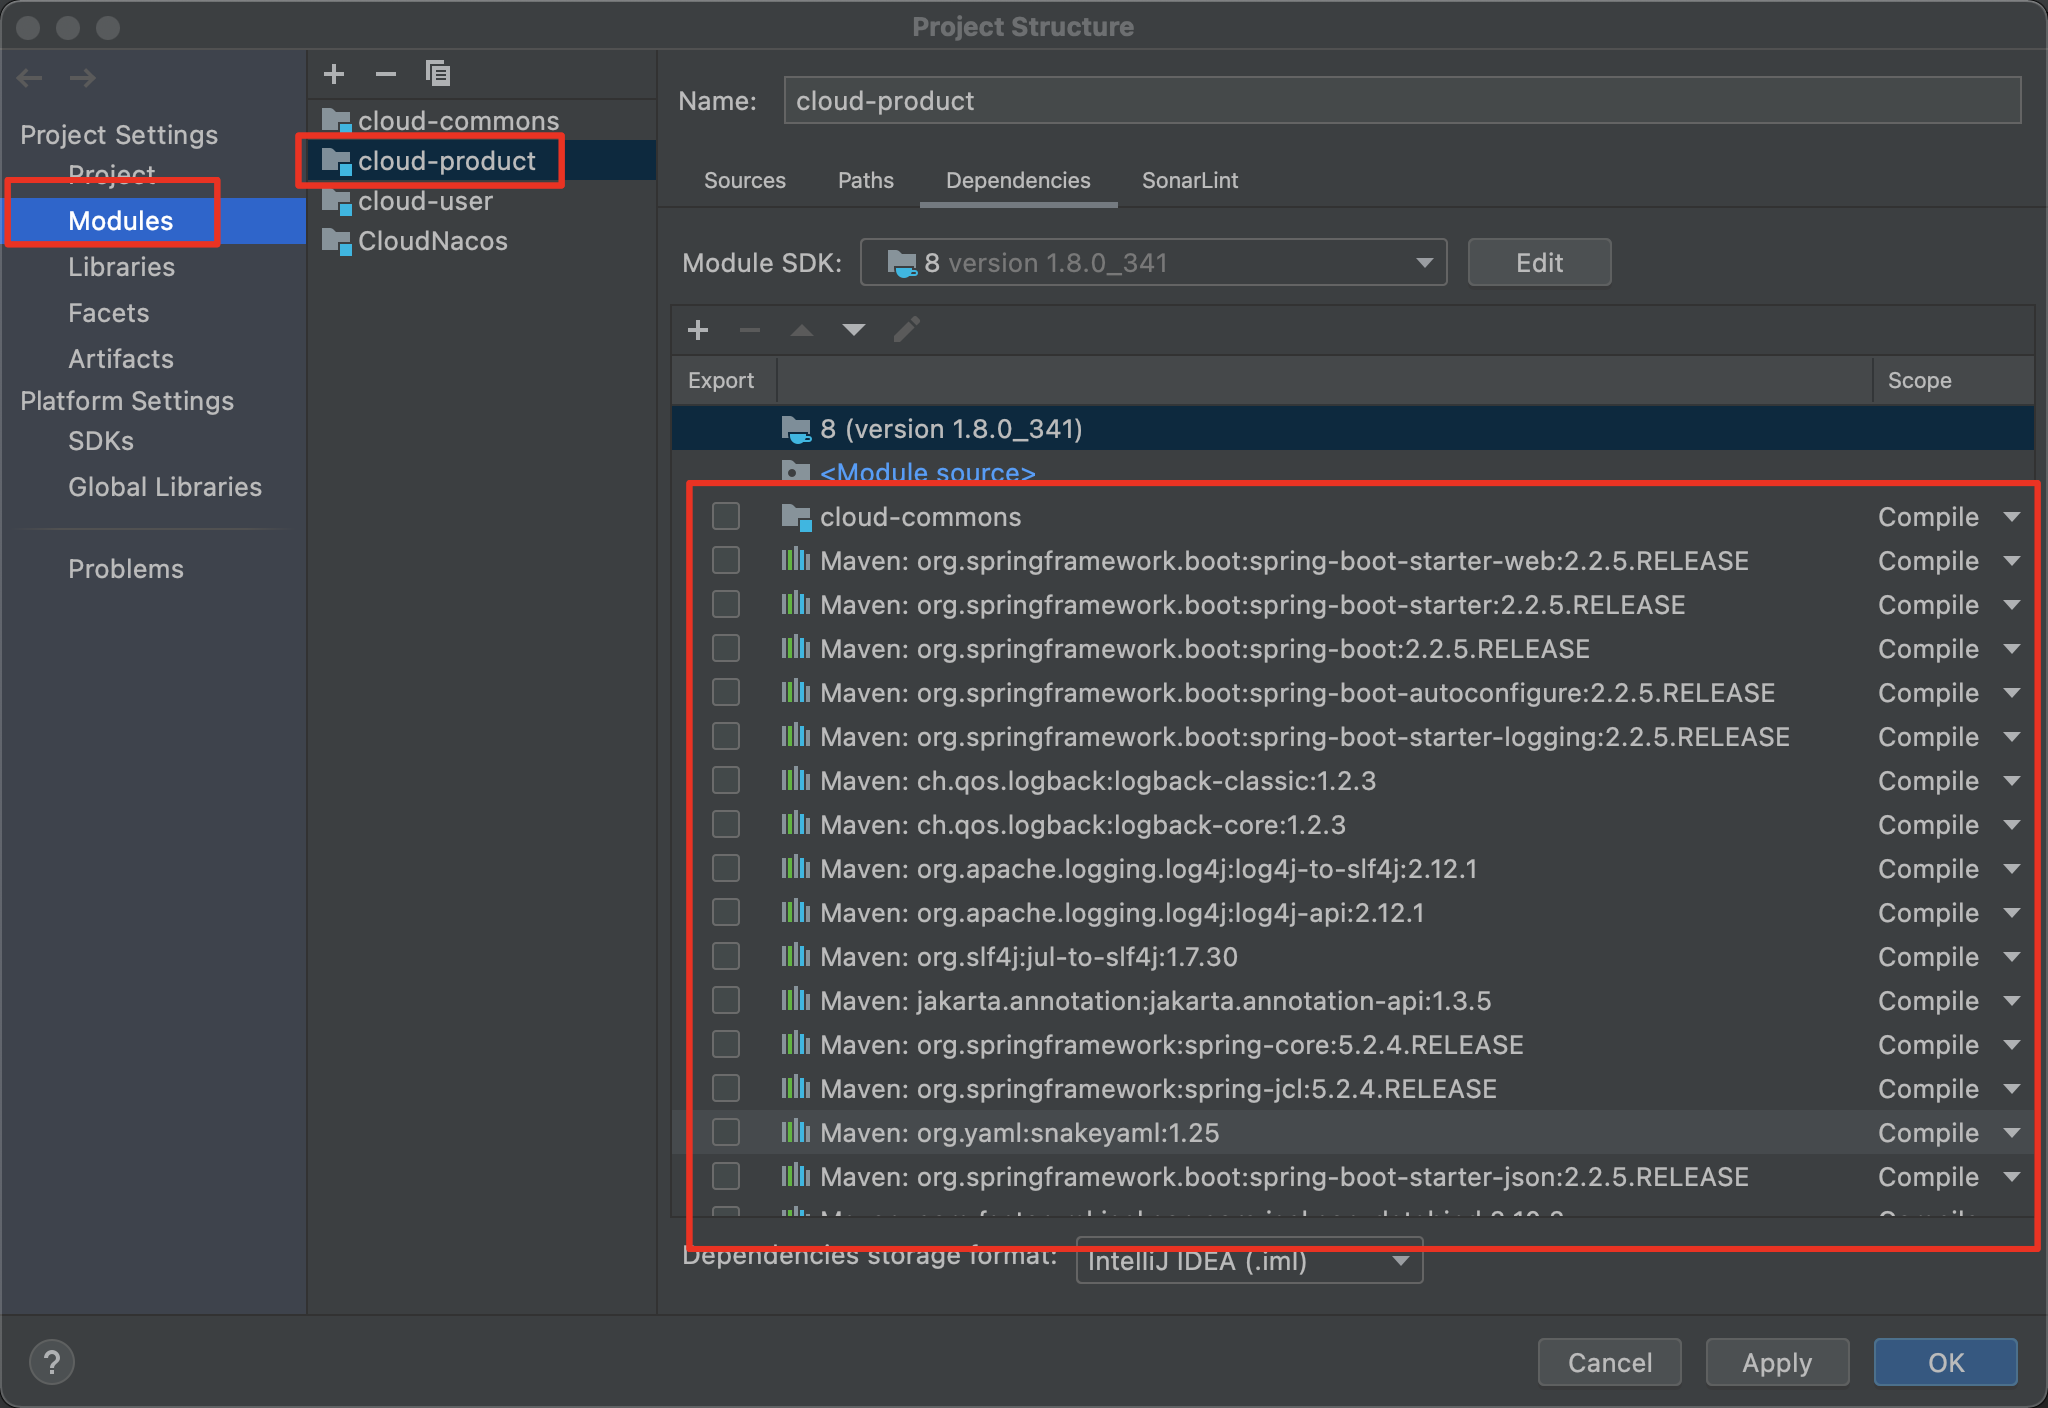 Project Structure
Project Settings
Project
Modules
Libraries
Facets
Artifacts
Platform Settings
SDKs
Global Libraries
Problems
cloud-commons
cloud-product
cloud-user
CloudNacos
Name: cloud-product
Sources Paths Dependencies SonarLint
Module SDK: 8 version 1.8.0_341 Edit
Export Scope
8 (version 1.8.0_341)
<Module source>
cloud-commons Compile
Maven: org.springframework.boot:spring-boot-starter-web:2.2.5.RELEASE Compile
Maven: org.springframework.boot:spring-boot-starter:2.2.5.RELEASE Compile
Maven: org.springframework.boot:spring-boot:2.2.5.RELEASE Compile
Maven: org.springframework.boot:spring-boot-autoconfigure:2.2.5.RELEASE Compile
Maven: org.springframework.boot:spring-boot-starter-logging:2.2.5.RELEASE Compile
Maven: ch.qos.logback:logback-classic:1.2.3 Compile
Maven: ch.qos.logback:logback-core:1.2.3 Compile
Maven: org.apache.logging.log4j:log4j-to-slf4j:2.12.1 Compile
Maven: org.apache.logging.log4j:log4j-api:2.12.1 Compile
Maven: org.slf4j:jul-to-slf4j:1.7.30 Compile
Maven: jakarta.annotation:jakarta.annotation-api:1.3.5 Compile
Maven: org.springframework:spring-core:5.2.4.RELEASE Compile
Maven: org.springframework:spring-jcl:5.2.4.RELEASE Compile
Maven: org.yaml:snakeyaml:1.25 Compile
Maven: org.springframework.boot:spring-boot-starter-json:2.2.5.RELEASE Compile
Dependencies storage format: IntelliJ IDEA (.iml)
? Cancel Apply OK